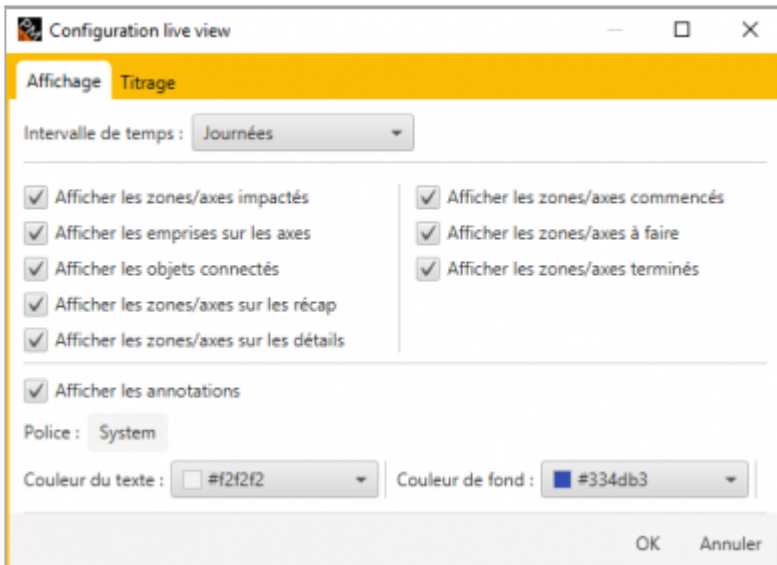 Configuration live view
Affichage Titrage
Intervalle de temps : Journées
Afficher les zones/axes impactés
Afficher les emprises sur les axes
Afficher les objets connectés
Afficher les zones/axes sur les récap
Afficher les zones/axes sur les détails
Afficher les zones/axes commencés
Afficher les zones/axes à faire
Afficher les zones/axes terminés
Afficher les annotations
Police : System
Couleur du texte : #f2f2f2 Couleur de fond : #334db3
OK Annuler